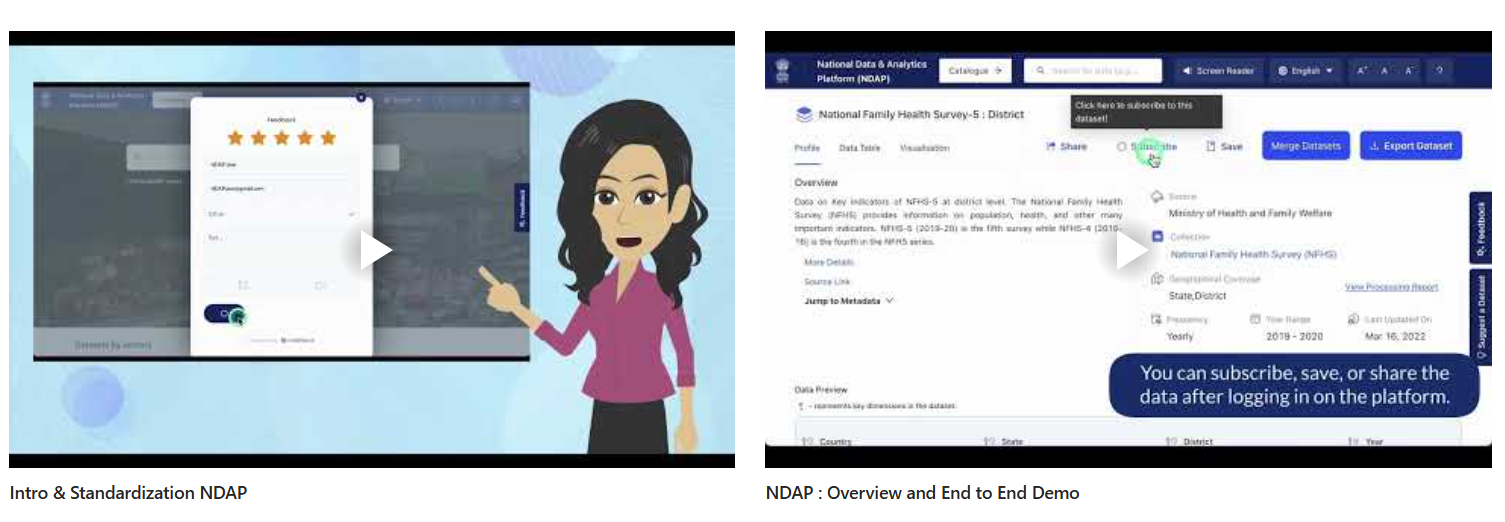 Feedback
NDAP User
Feedback
Intro & Standardization NDAP
National Data & Analytics
Platform (NDAP)
Catalogue →
Screen Reader
English
A+ A A- ?
Click here to subscribe to this
dataset!
National Family Health Survey-5 : District
Profile Data Table Visualisation
Share Subscribe Save Merge Datasets Export Dataset
Overview
Data on Key indicators of NFHS-5 at district level. The National Family Health
Survey (NFHS) provides information on population, health, and other many
important indicators. NFHS-5 (2019-20) is the fifth survey while NFHS-4 (2015-
16) is the fourth in the NFHS series.
More Details
Source Link
Jump to Metadata
Source
Ministry of Health and Family Welfare
Collection
National Family Health Survey (NFHS)
Geographical Coverage
State,District
View Processing Report
Frequency Year Range Last Updated On
Yearly 2019 - 2020 Mar 16, 2022
Feedback
Suggest a Dataset
You can subscribe, save, or share the
data after logging in on the platform.
Data Preview
- represents key dimensions in the dataset.
Country State District Year
NDAP : Overview and End to End Demo